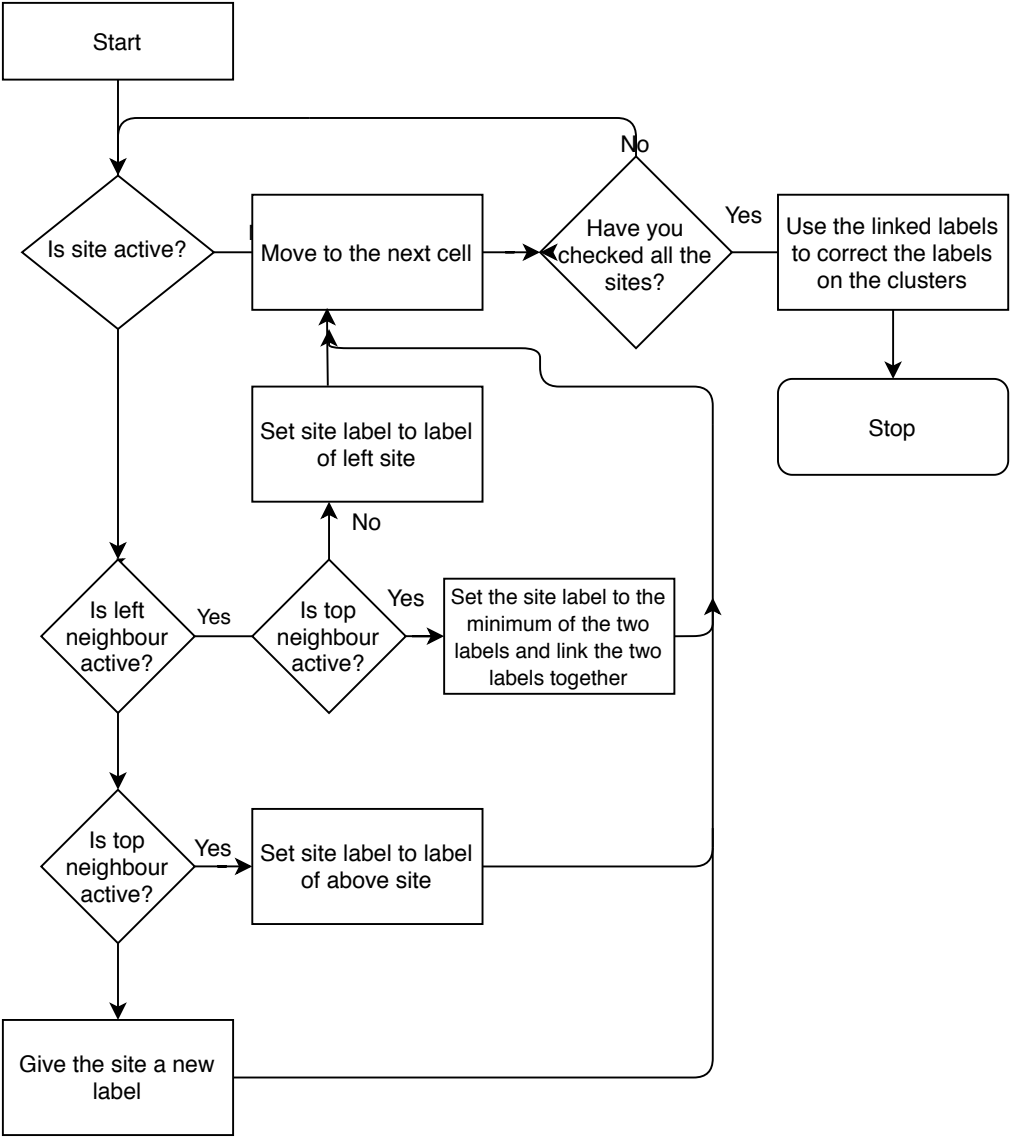 Start
No
Is site active?
Move to the next cell
Have you
checked all the
sites?
Yes
Use the linked labels
to correct the labels
on the clusters
Stop
Set site label to label
of left site
No
Is left
neighbour
active?
Yes
Is top
neighbour
active?
Yes
Set the site label to the
minimum of the two
labels and link the two
labels together
Is top
neighbour
active?
Yes
Set site label to label
of above site
Give the site a new
label